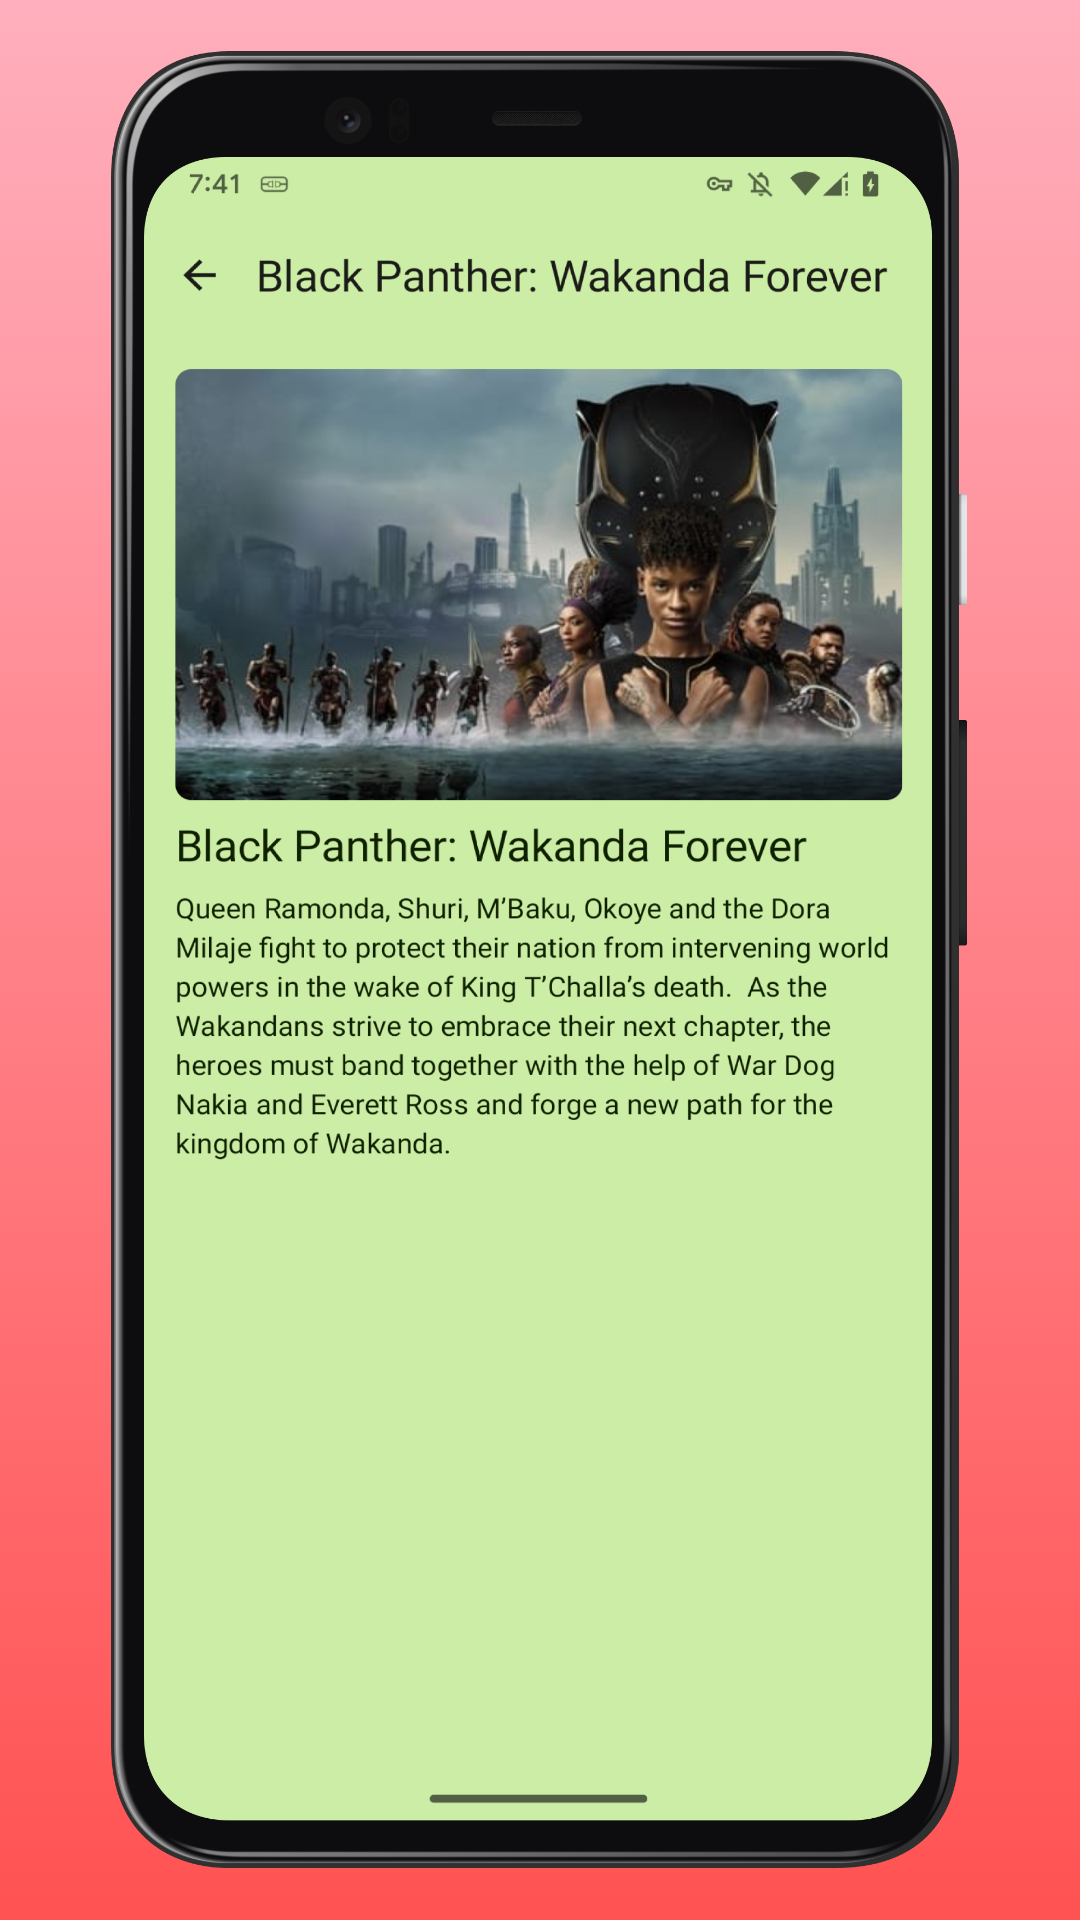 7:41
Black Panther: Wakanda Forever
Black Panther: Wakanda Forever
Queen Ramonda, Shuri, M’Baku, Okoye and the Dora
Milaje fight to protect their nation from intervening world
powers in the wake of King T’Challa’s death.  As the
Wakandans strive to embrace their next chapter, the
heroes must band together with the help of War Dog
Nakia and Everett Ross and forge a new path for the
kingdom of Wakanda.